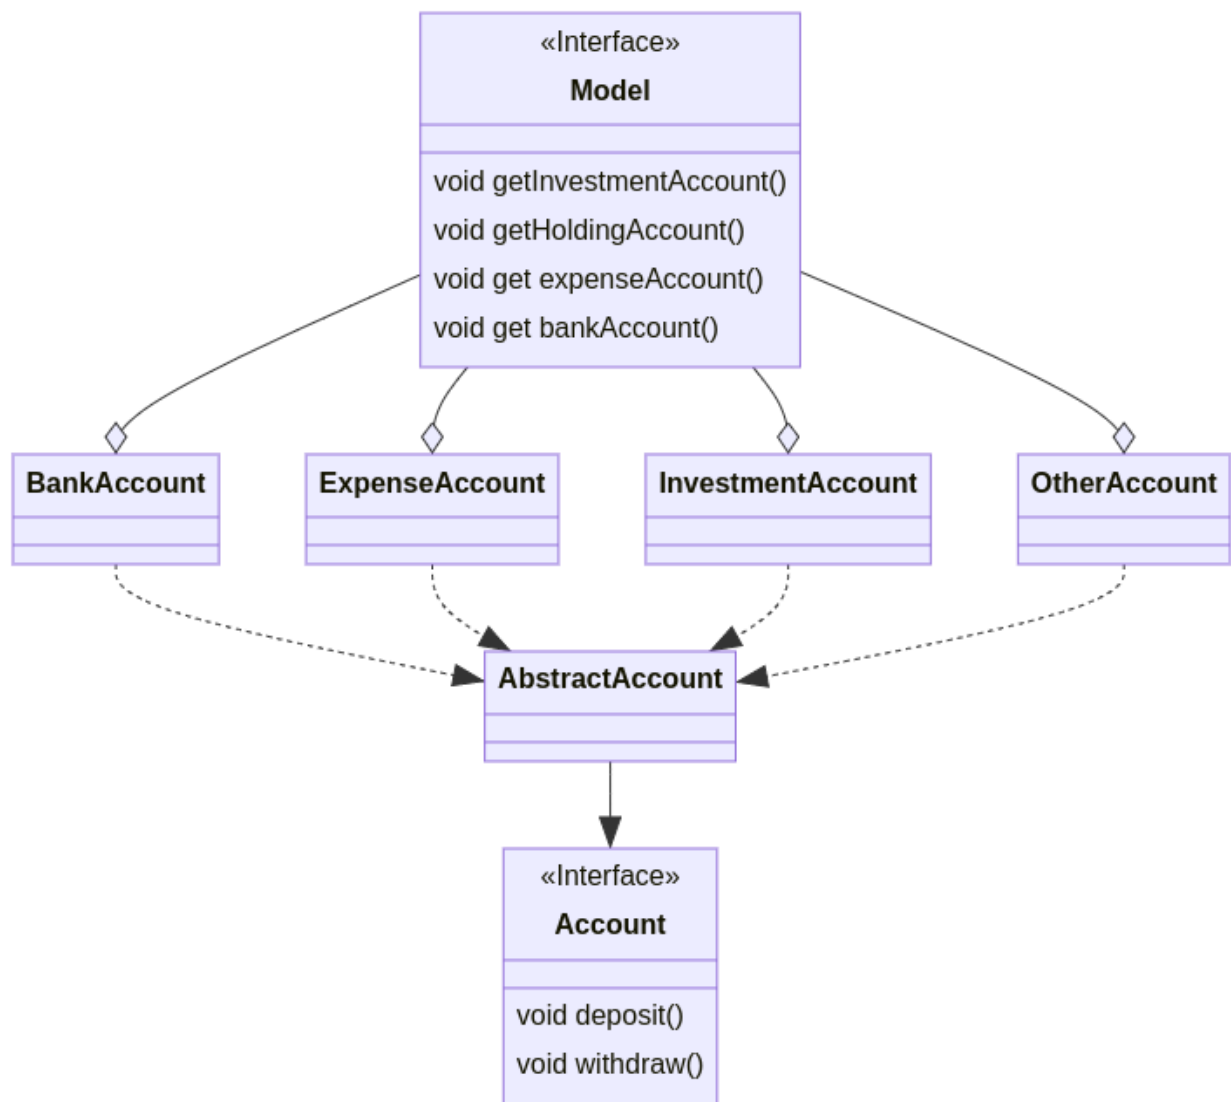 «Interface»
Model
void getInvestmentAccount()
void getHoldingAccount()
void get expenseAccount()
void get bankAccount()
BankAccount
ExpenseAccount
InvestmentAccount
OtherAccount
AbstractAccount
«Interface»
Account
void deposit()
void withdraw()